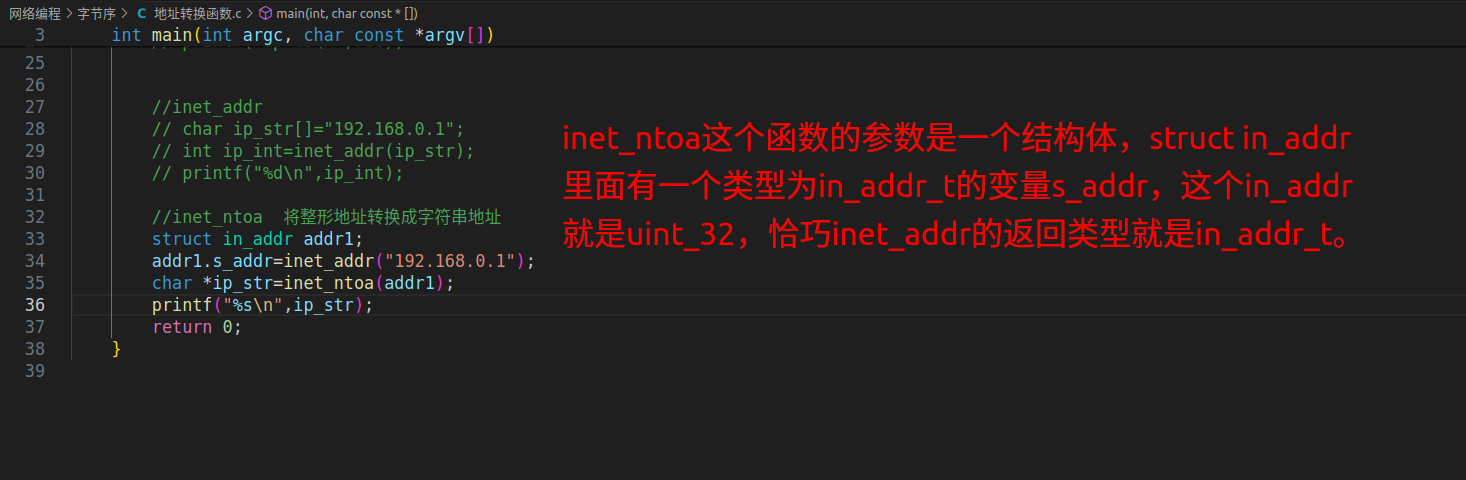 网络编程 > 字节序 > C 地址转换函数.c > main(int, char const * [])
3 int main(int argc, char const *argv[])
25
26
27 //inet_addr
28 // char ip_str[]="192.168.0.1";
29 // int ip_int=inet_addr(ip_str);
30 // printf("%d\n",ip_int);
31
32 //inet_ntoa 将整形地址转换成字符串地址
33 struct in_addr addr1;
34 addr1.s_addr=inet_addr("192.168.0.1");
35 char *ip_str=inet_ntoa(addr1);
36 printf("%s\n",ip_str);
37 return 0;
38 }
39
inet_ntoa这个函数的参数是一个结构体，struct in_addr
里面有一个类型为in_addr_t的变量s_addr，这个in_addr
就是uint_32，恰巧inet_addr的返回类型就是in_addr_t。